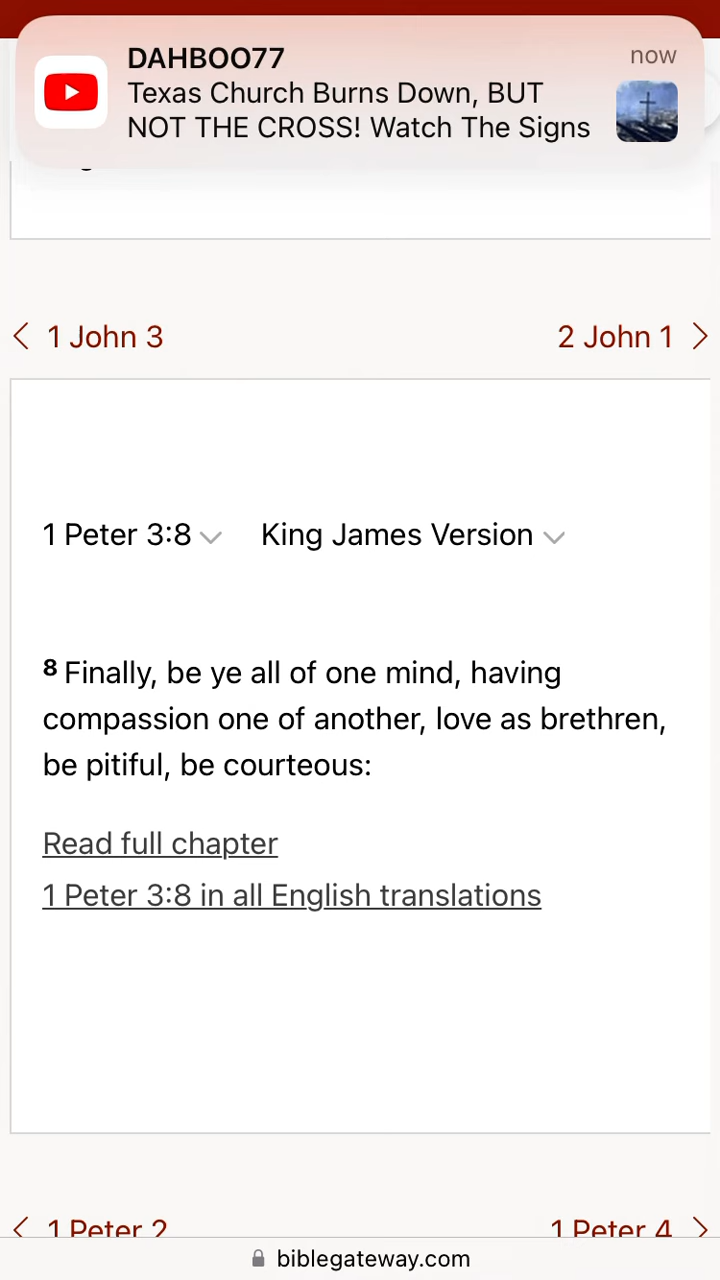 DAHBOO77
now
Texas Church Burns Down, BUT
NOT THE CROSS! Watch The Signs
1 John 3
2 John 1
1 Peter 3:8
King James Version
8 Finally, be ye all of one mind, having
compassion one of another, love as brethren,
be pitiful, be courteous:
Read full chapter
1 Peter 3:8 in all English translations
1 Peter 2
1 Peter 4
biblegateway.com